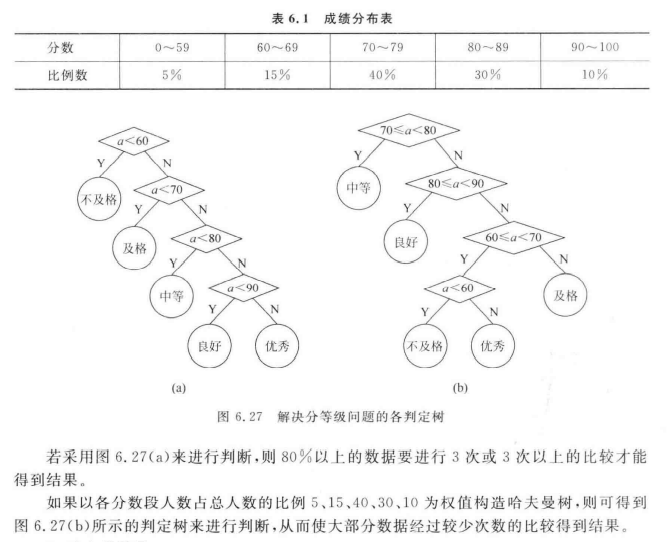 表 6.1 成绩分布表
分数 0～59 60～69 70～79 80～89 90～100
比例数 5% 15% 40% 30% 10%
a<60
Y N
不及格
a<70
Y N
及格
a<80
Y N
中等
a<90
Y N
良好 优秀
(a)
70≤a<80
Y N
中等
80≤a<90
Y N
良好
60≤a<70
Y N
a<60
及格
Y N
不及格 优秀
(b)
图 6.27 解决分等级问题的各判定树
若采用图 6.27(a)来进行判断,则 80%以上的数据要进行 3 次或 3 次以上的比较才能
得到结果。
如果以各分数段人数占总人数的比例 5、15、40、30、10 为权值构造哈夫曼树,则可得到
图 6.27(b)所示的判定树来进行判断,从而使大部分数据经过较少次数的比较得到结果。